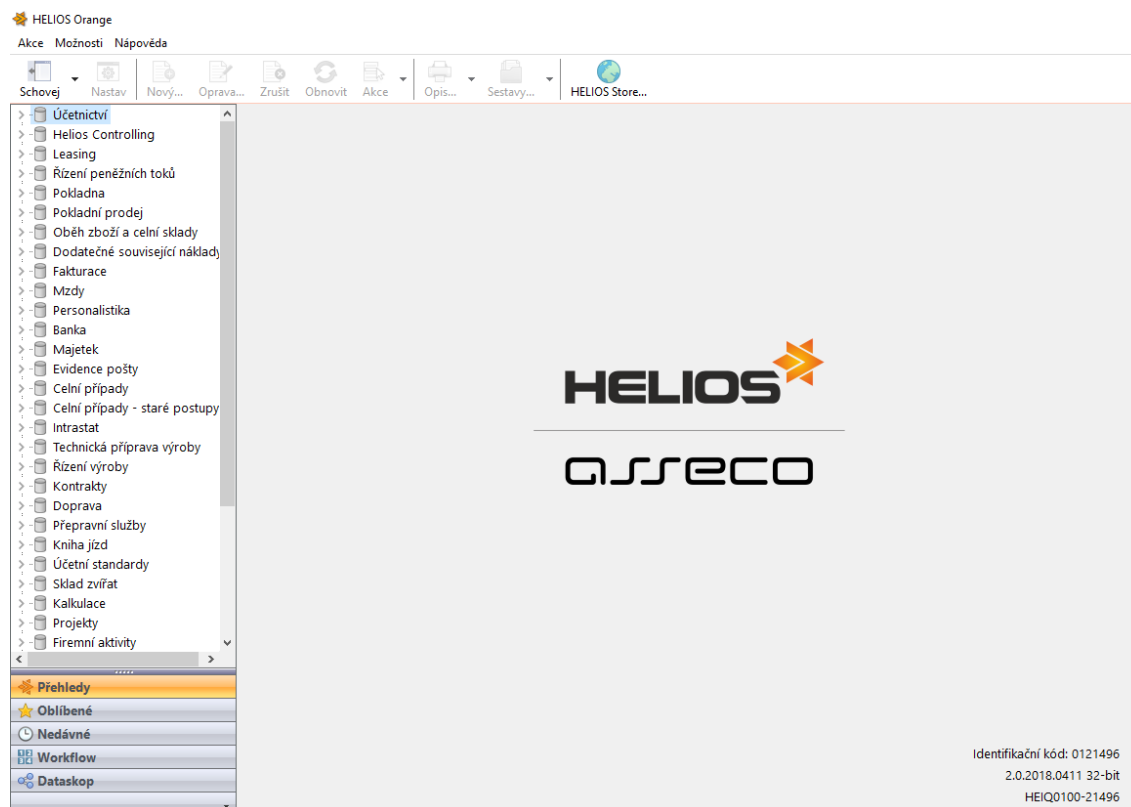 HELIOS Orange
Akce Možnosti Nápověda
Schovej Nastav Nový... Oprava... Zrušit Obnovit Akce Opis... Sestavy... HELIOS Store...
Účetnictví
Helios Controlling
Leasing
Řízení peněžních toků
Pokladna
Pokladní prodej
Oběh zboží a celní sklady
Dodatečné související náklady
Fakturace
Mzdy
Personalistika
Banka
Majetek
Evidence pošty
Celní případy
Celní případy - staré postupy
Intrastat
Technická příprava výroby
Řízení výroby
Kontrakty
Doprava
Přepravní služby
Kniha jízd
Účetní standardy
Sklad zvířat
Kalkulace
Projekty
Firemní aktivity
Přehledy
Oblíbené
Nedávné
Workflow
Dataskop
HELIOS
asseco
Identifikační kód: 0121496
2.0.2018.0411 32-bit
HEIQ0100-21496